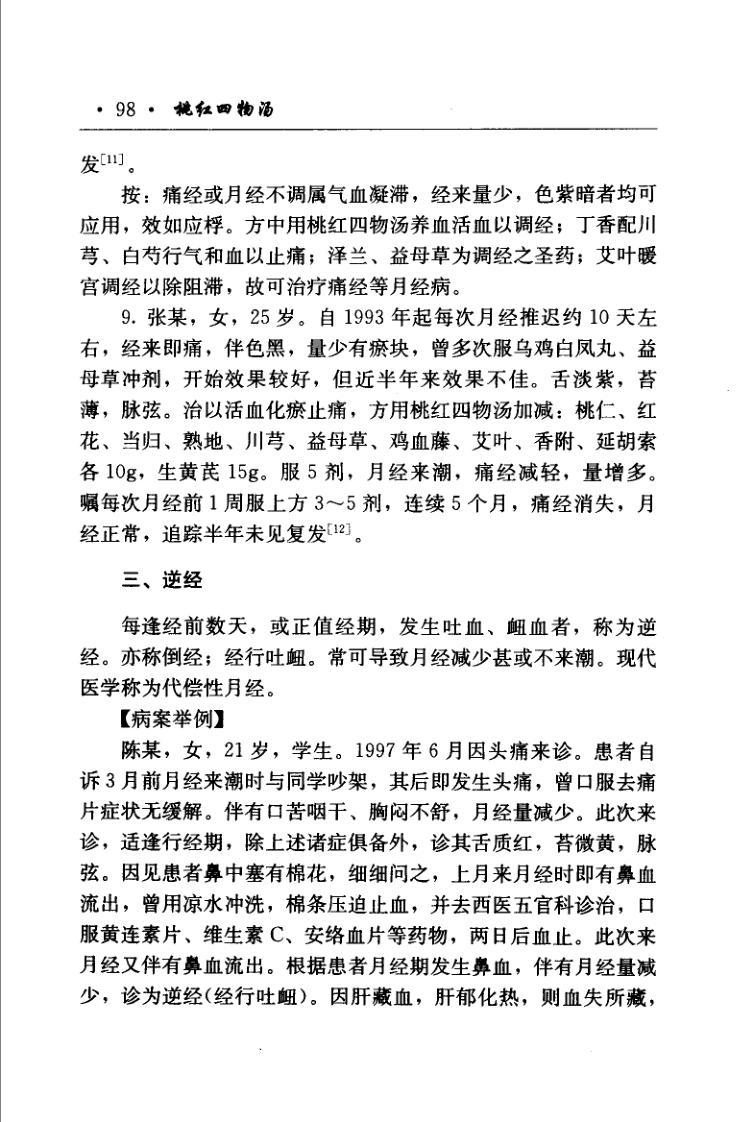 · 98 · 桃红四物汤
发[11]。
按：痛经或月经不调属气血凝滞，经来量少，色紫暗者均可
应用，效如应桴。方中用桃红四物汤养血活血以调经；丁香配川
芎、白芍行气和血以止痛；泽兰、益母草为调经之圣药；艾叶暖
宫调经以除阻滞，故可治疗痛经等月经病。
9. 张某，女，25 岁。自 1993 年起每次月经推迟约 10 天左
右，经来即痛，伴色黑，量少有瘀块，曾多次服乌鸡白凤丸、益
母草冲剂，开始效果较好，但近半年来效果不佳。舌淡紫，苔
薄，脉弦。治以活血化瘀止痛，方用桃红四物汤加减：桃仁、红
花、当归、熟地、川芎、益母草、鸡血藤、艾叶、香附、延胡索
各 10g，生黄芪 15g。服 5 剂，月经来潮，痛经减轻，量增多。
嘱每次月经前 1 周服上方 3～5 剂，连续 5 个月，痛经消失，月
经正常，追踪半年未见复发[12]。
三、逆经
每逢经前数天，或正值经期，发生吐血、衄血者，称为逆
经。亦称倒经；经行吐衄。常可导致月经减少甚或不来潮。现代
医学称为代偿性月经。
【病案举例】
陈某，女，21 岁，学生。1997 年 6 月因头痛来诊。患者自
诉 3 月前月经来潮时与同学吵架，其后即发生头痛，曾口服去痛
片症状无缓解。伴有口苦咽干、胸闷不舒，月经量减少。此次来
诊，适逢行经期，除上述诸症俱备外，诊其舌质红，苔微黄，脉
弦。因见患者鼻中塞有棉花，细细问之，上月来月经时即有鼻血
流出，曾用凉水冲洗，棉条压迫止血，并去西医五官科诊治，口
服黄连素片、维生素 C、安络血片等药物，两日后血止。此次来
月经又伴有鼻血流出。根据患者月经期发生鼻血，伴有月经量减
少，诊为逆经(经行吐衄)。因肝藏血，肝郁化热，则血失所藏，